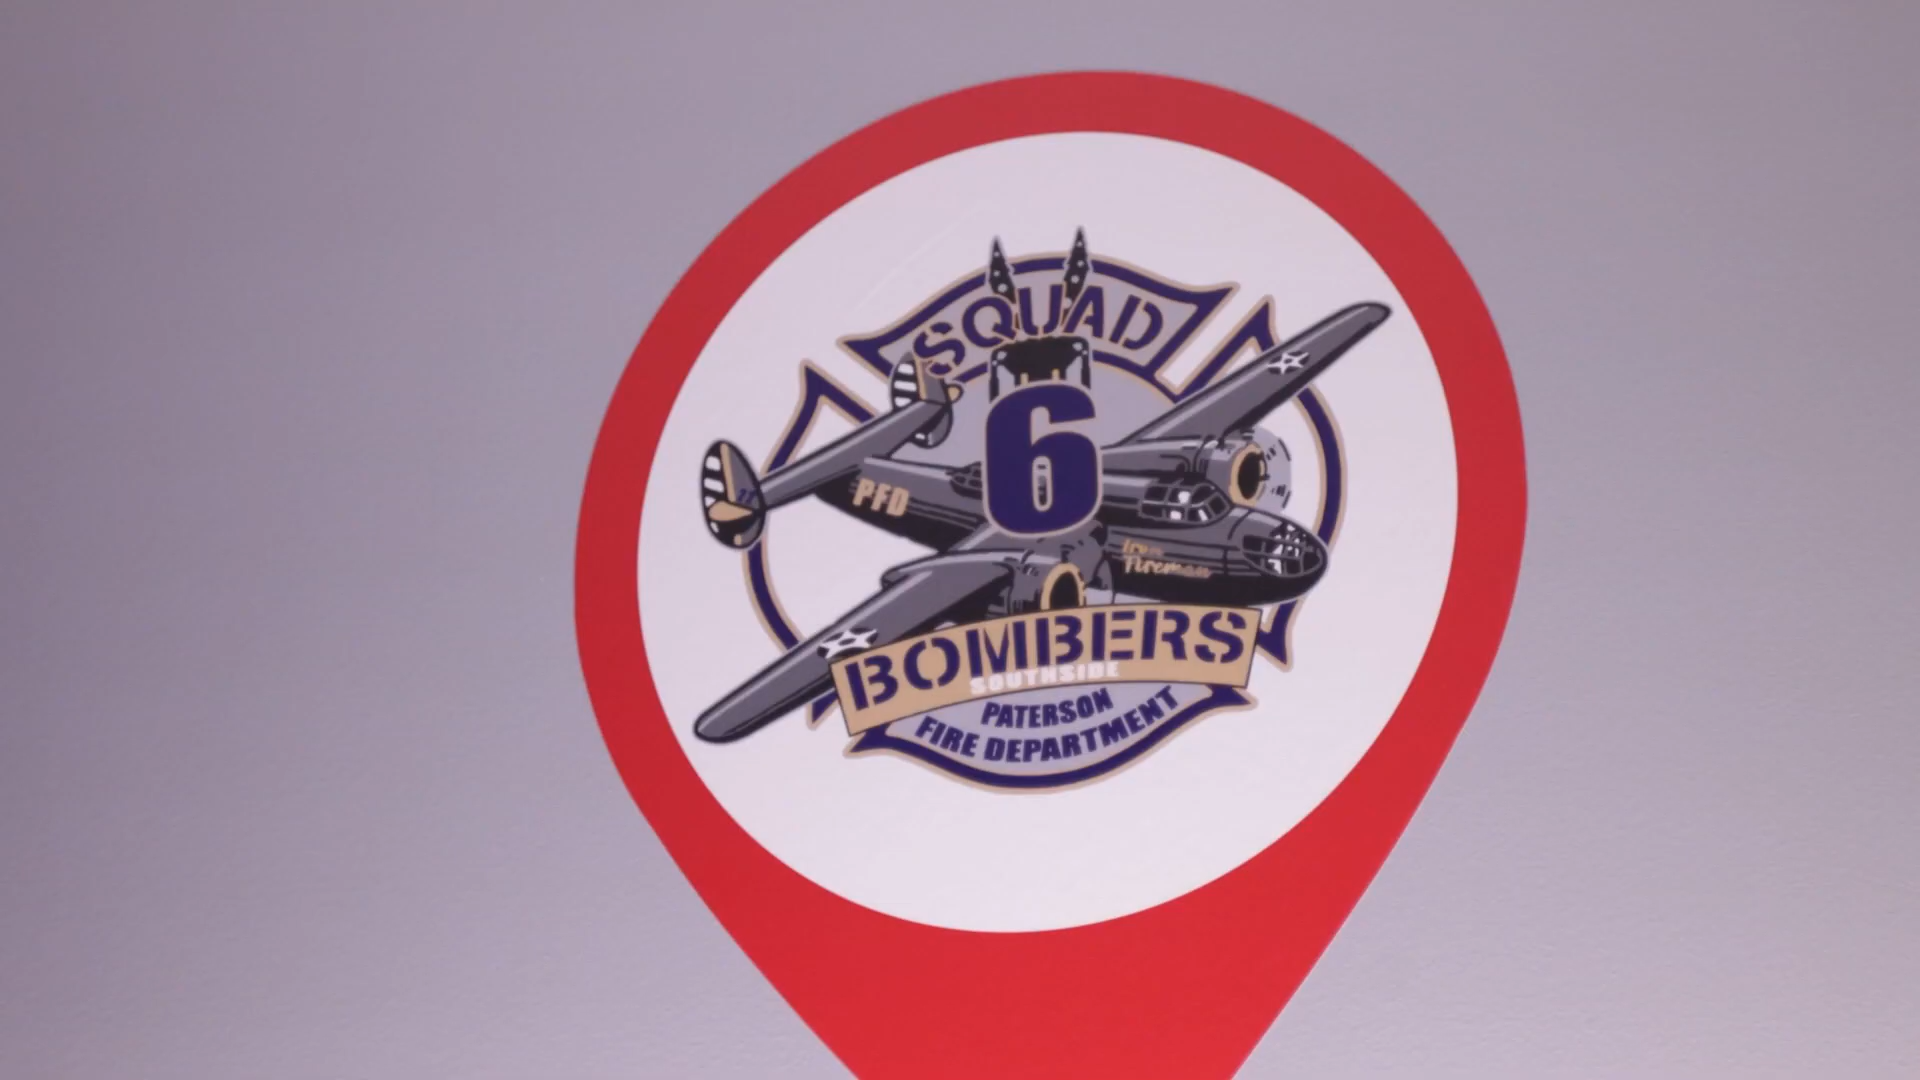 SQUAD
6
PFD
Iron
Fireman
BOMBERS
SOUTHSIDE
PATERSON
FIRE DEPARTMENT